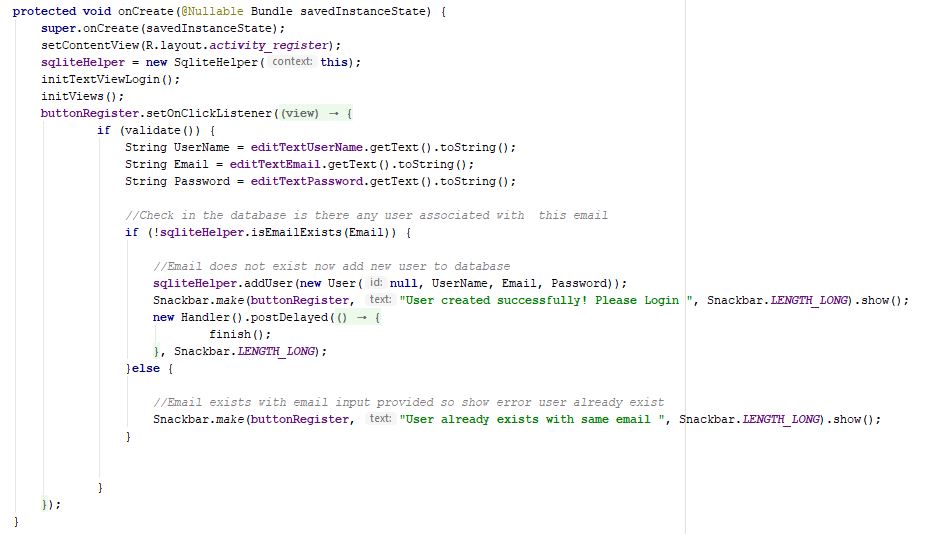 protected void onCreate(@Nullable Bundle savedInstanceState) {
    super.onCreate(savedInstanceState);
    setContentView(R.layout.activity_register);
    sqliteHelper = new SqliteHelper( context: this);
    initTextViewLogin();
    initViews();
    buttonRegister.setOnClickListener((view) → {
            if (validate()) {
                String UserName = editTextUserName.getText().toString();
                String Email = editTextEmail.getText().toString();
                String Password = editTextPassword.getText().toString();

                //Check in the database is there any user associated with  this email
                if (!sqliteHelper.isEmailExists(Email)) {

                    //Email does not exist now add new user to database
                    sqliteHelper.addUser(new User( id: null, UserName, Email, Password));
                    Snackbar.make(buttonRegister,  text: "User created successfully! Please Login ", Snackbar.LENGTH_LONG).show();
                    new Handler().postDelayed(() → {
                            finish();
                    }, Snackbar.LENGTH_LONG);
                }else {

                    //Email exists with email input provided so show error user already exist
                    Snackbar.make(buttonRegister,  text: "User already exists with same email ", Snackbar.LENGTH_LONG).show();
                }


            }
    });
}